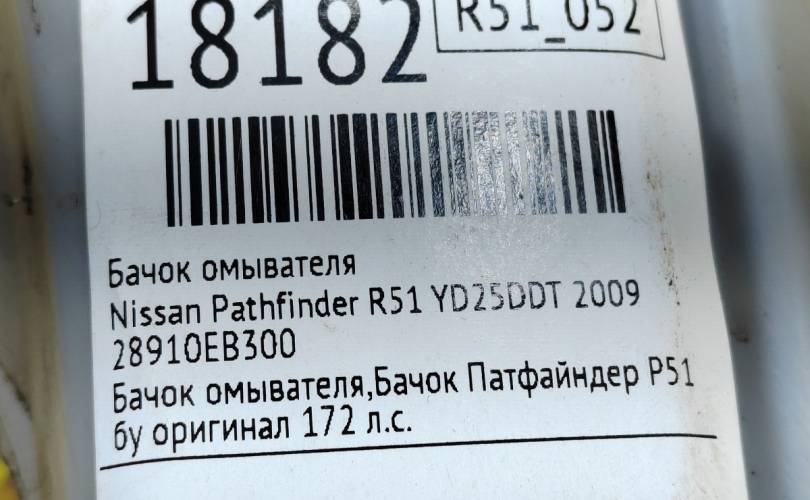 18182
R51_052
Бачок омывателя
Nissan Pathfinder R51 YD25DDT 2009
28910EB300
Бачок омывателя,Бачок Патфайндер Р51
бу оригинал 172 л.с.